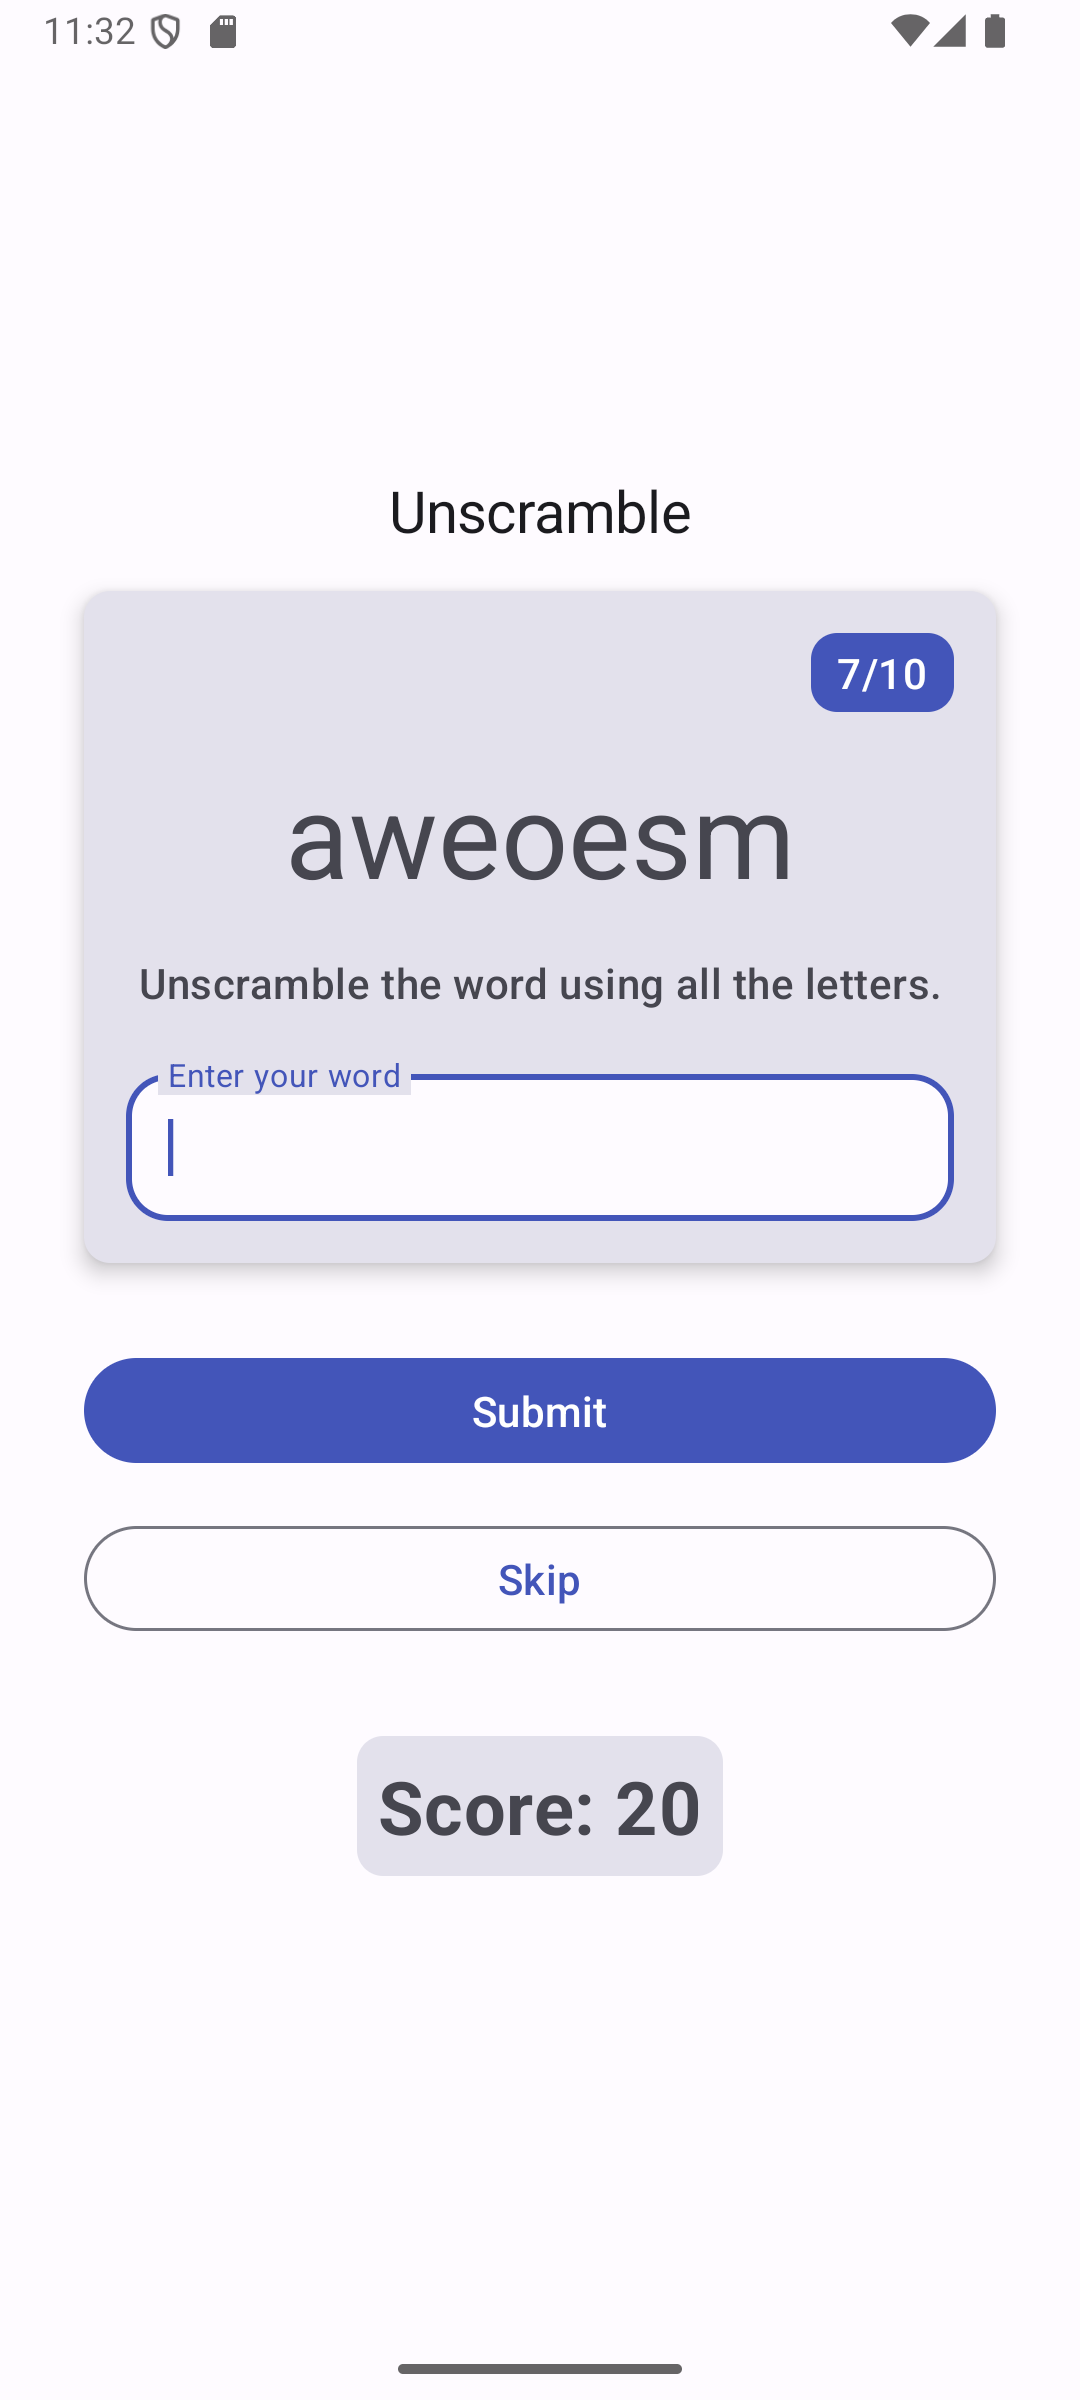 11:32
Unscramble
7/10
aweoesm
Unscramble the word using all the letters.
Enter your word
Submit
Skip
Score: 20